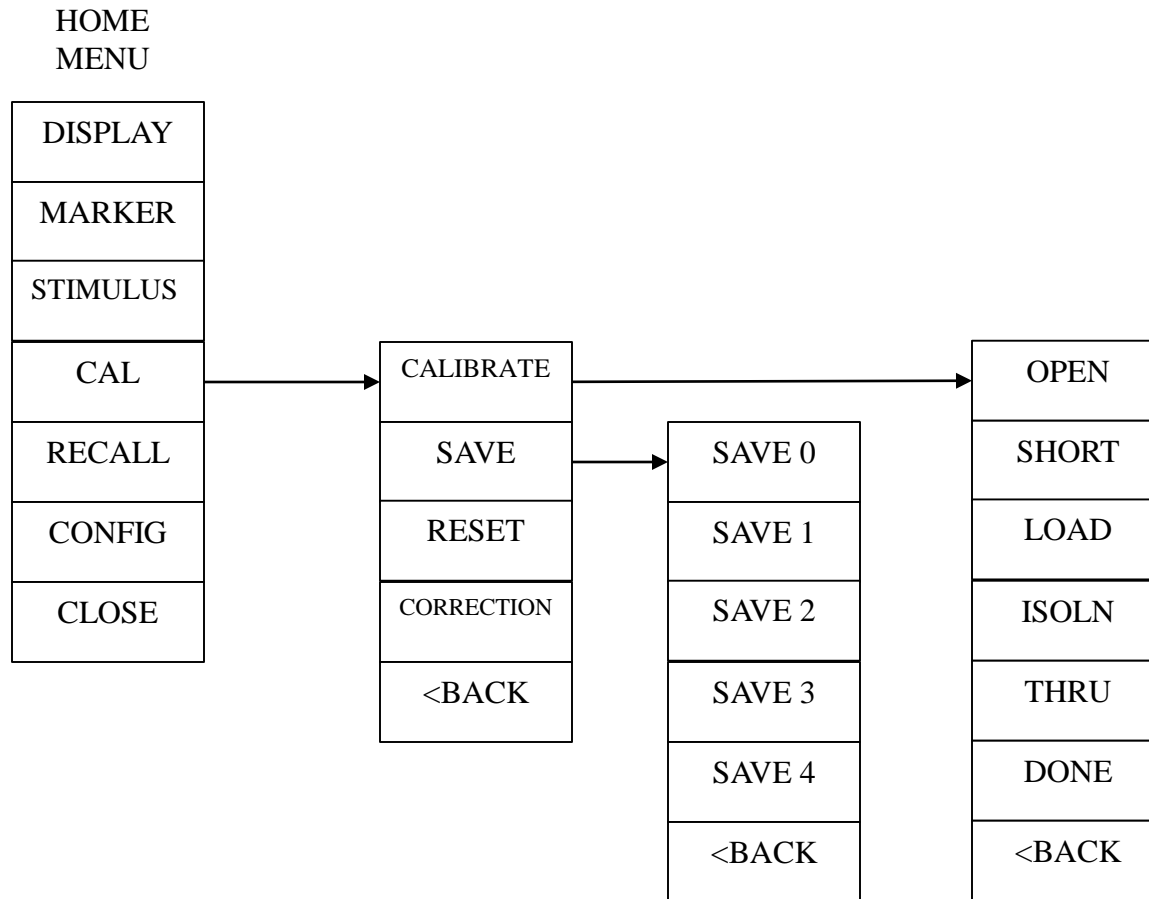 HOME
MENU
DISPLAY
MARKER
STIMULUS
CAL
RECALL
CONFIG
CLOSE
CALIBRATE
SAVE
RESET
CORRECTION
<BACK
SAVE 0
SAVE 1
SAVE 2
SAVE 3
SAVE 4
<BACK
OPEN
SHORT
LOAD
ISOLN
THRU
DONE
<BACK